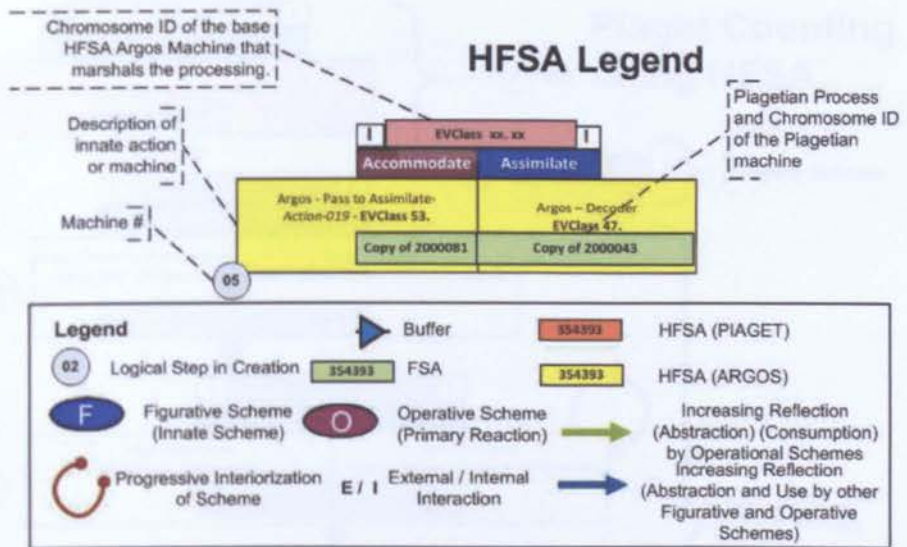 Chromosome ID of the base
HFSA Argos Machine that
marshals the processing.
HFSA Legend
Description of
innate action
or machine
Machine #
Piagetian Process
and Chromosome ID
of the Piagetian
machine
I
EVClass xx. xx
I
Accommodate
Assimilate
Argos - Pass to Assimilate-
Action-019 - EVClass 53.
Argos – Decoder
EVClass 47.
Copy of 2000081
Copy of 2000043
05
Legend
Buffer
354393
HFSA (PIAGET)
02
Logical Step in Creation
354393
FSA
354393
HFSA (ARGOS)
F
Figurative Scheme
(Innate Scheme)
O
Operative Scheme
(Primary Reaction)
Increasing Reflection
(Abstraction) (Consumption)
by Operational Schemes
Progressive Interiorization
of Scheme
E / I
External / Internal
Interaction
Increasing Reflection
(Abstraction and Use by other
Figurative and Operative
Schemes)
Piaget Counting